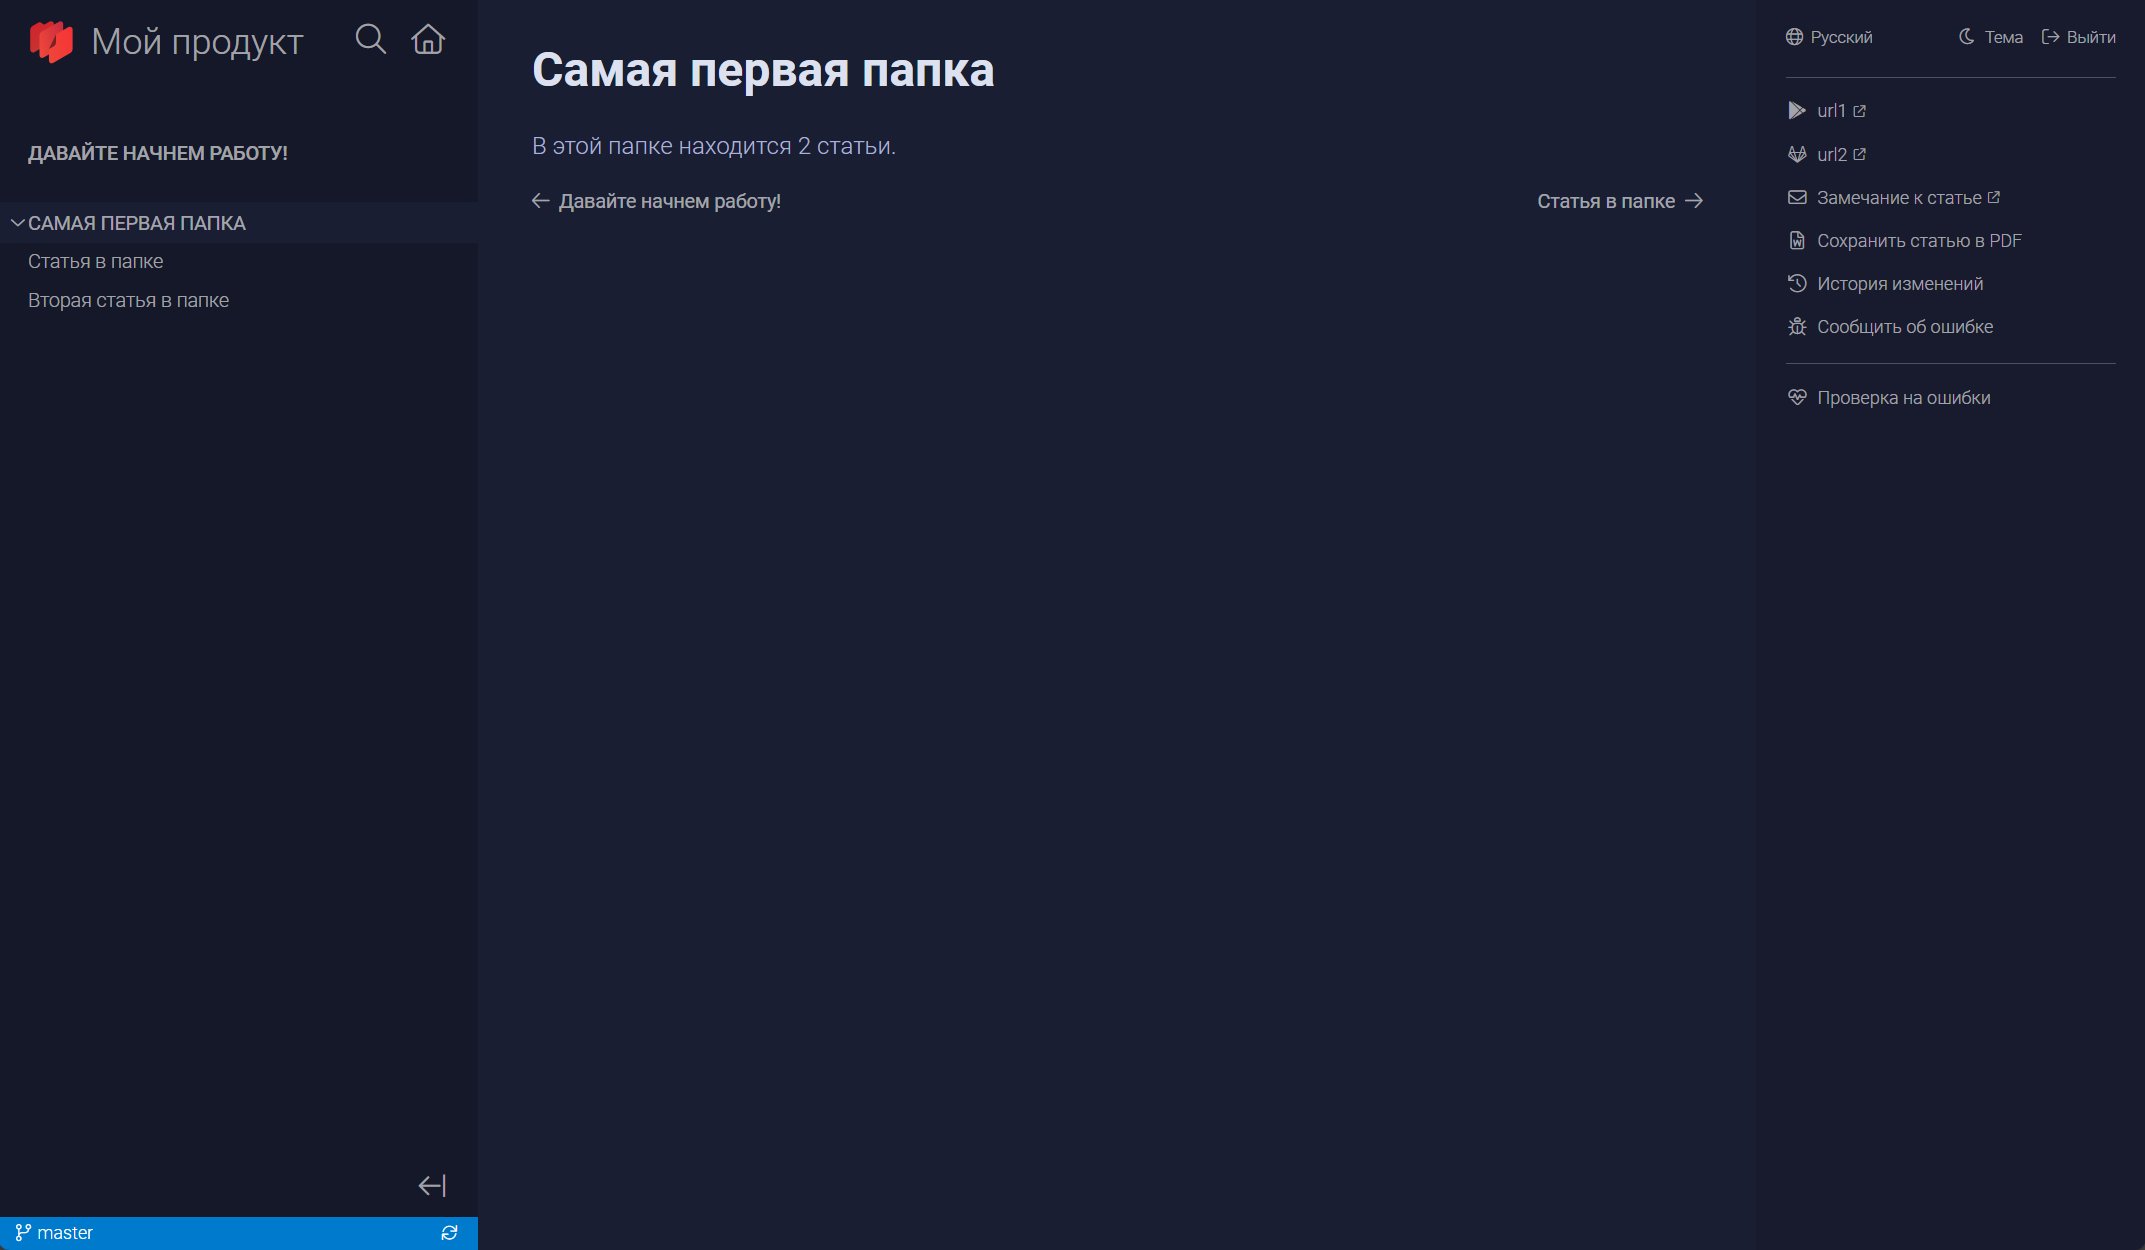 Мой продукт
ДАВАЙТЕ НАЧНЕМ РАБОТУ!
САМАЯ ПЕРВАЯ ПАПКА
Статья в папке
Вторая статья в папке
master
Самая первая папка
В этой папке находится 2 статьи.
Давайте начнем работу!
Статья в папке
Русский
Тема
Выйти
url1
url2
Замечание к статье
Сохранить статью в PDF
История изменений
Сообщить об ошибке
Проверка на ошибки